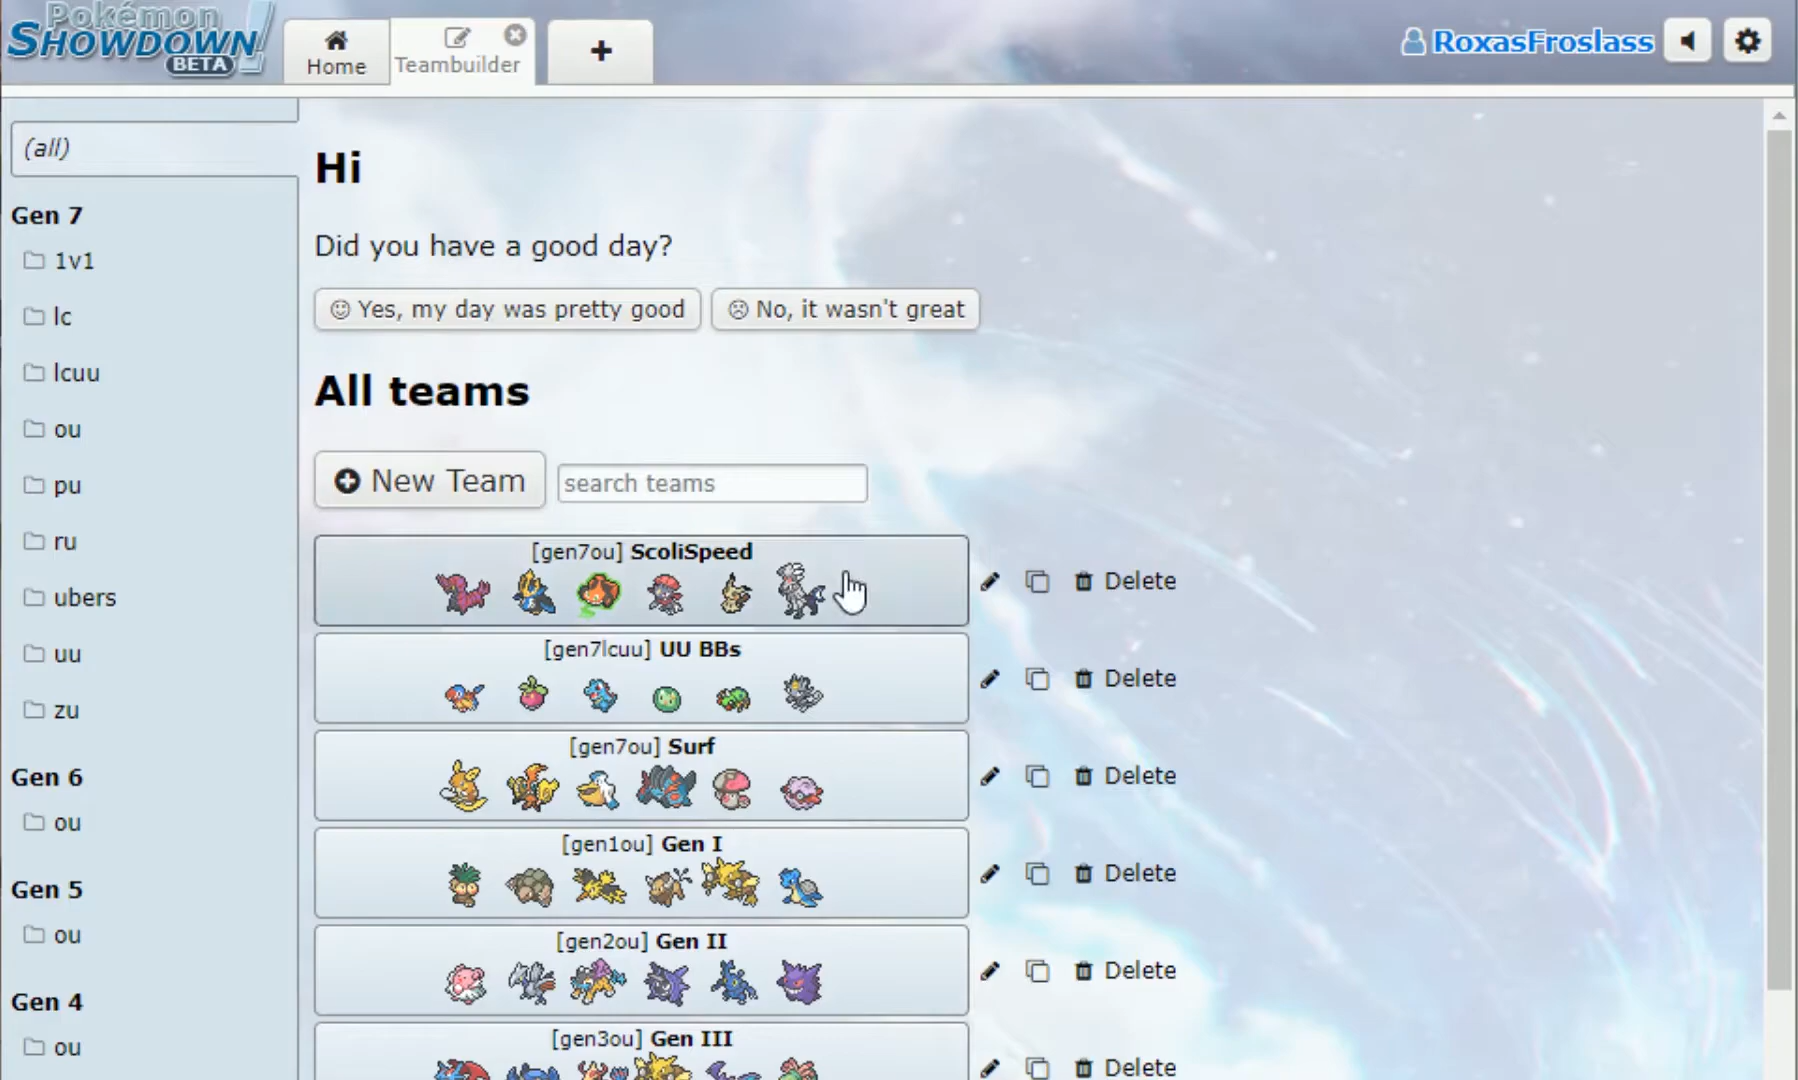 Pokémon
SHOWDOWN!
BETA
Home
Teambuilder
RoxasFroslass
(all)
Gen 7
1v1
lc
lcuu
ou
pu
ru
ubers
uu
zu
Gen 6
ou
Gen 5
ou
Gen 4
ou
Hi
Did you have a good day?
Yes, my day was pretty good
No, it wasn't great
All teams
New Team
search teams
[gen7ou] ScoliSpeed
Delete
[gen7lcuu] UU BBs
Delete
[gen7ou] Surf
Delete
[gen1ou] Gen I
Delete
[gen2ou] Gen II
Delete
[gen3ou] Gen III
Delete